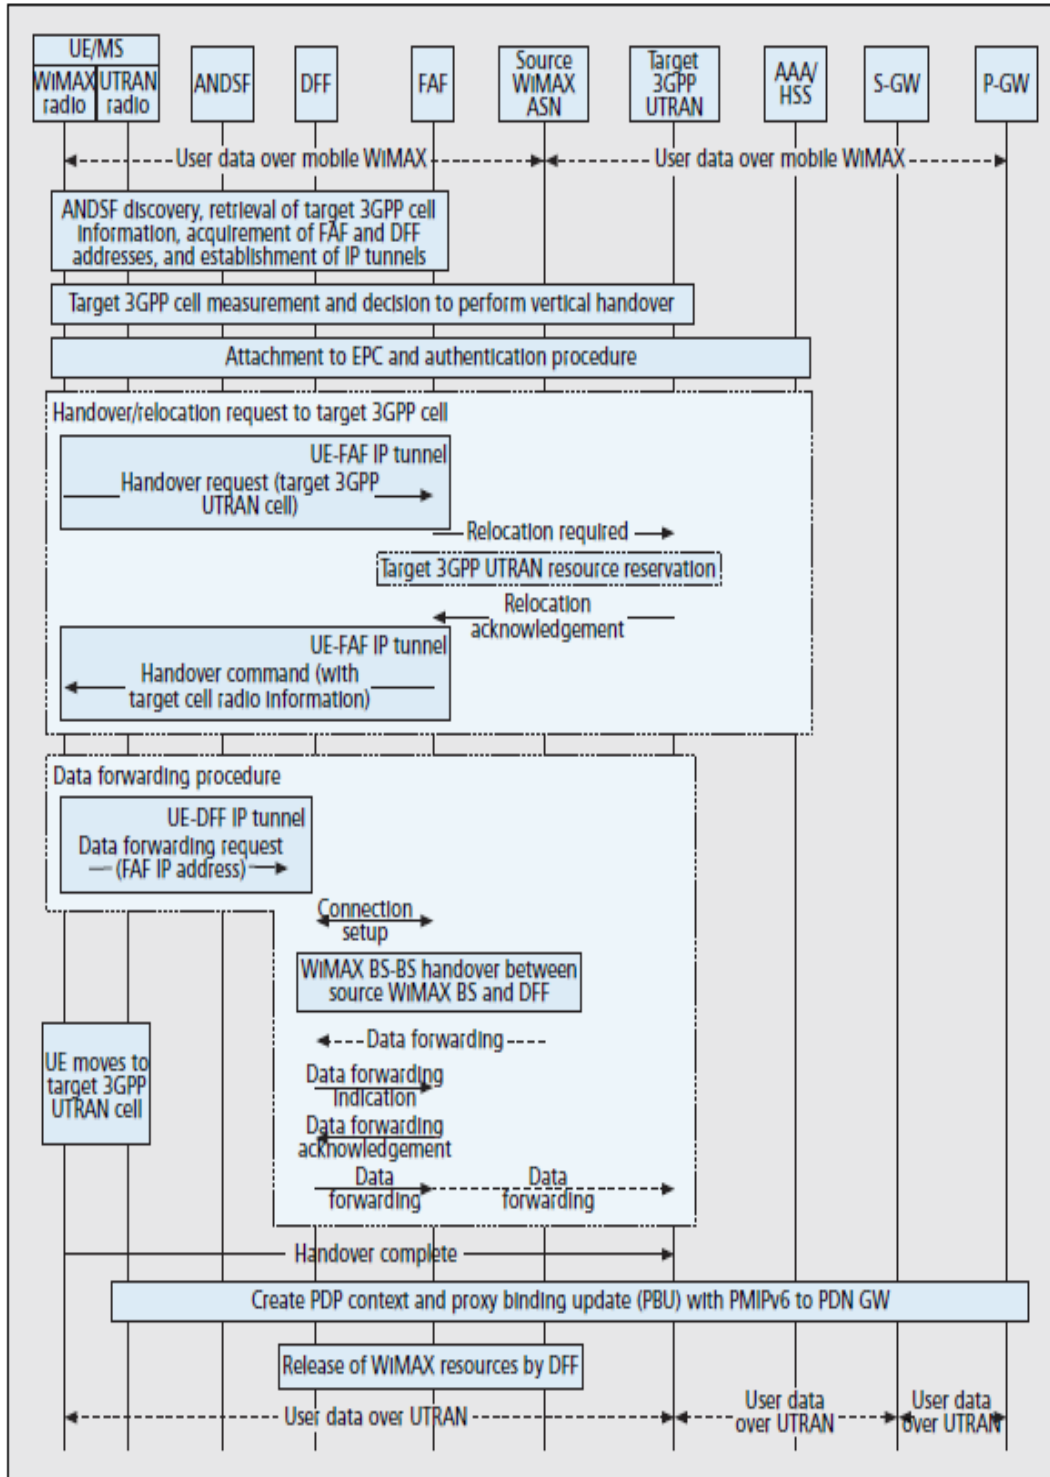 UE/MS
WiMAX radio
UTRAN radio
ANDSF
DFF
FAF
Source WiMAX ASN
Target 3GPP UTRAN
AAA/ HSS
S-GW
P-GW
User data over mobile WiMAX
User data over mobile WiMAX
ANDSF discovery, retrieval of target 3GPP cell
information, acquirement of FAF and DFF
addresses, and establishment of IP tunnels
Target 3GPP cell measurement and decision to perform vertical handover
Attachment to EPC and authentication procedure
Handover/relocation request to target 3GPP cell
UE-FAF IP tunnel
Handover request (target 3GPP
UTRAN cell)
Relocation required
Target 3GPP UTRAN resource reservation
Relocation
acknowledgement
UE-FAF IP tunnel
Handover command (with
target cell radio information)
Data forwarding procedure
UE-DFF IP tunnel
Data forwarding request
(FAF IP address)
Connection
setup
WiMAX BS-BS handover between
source WiMAX BS and DFF
Data forwarding
UE moves to
target 3GPP
UTRAN cell
Data forwarding
indication
Data forwarding
acknowledgement
Data
forwarding
Data
forwarding
Handover complete
Create PDP context and proxy binding update (PBU) with PMIPv6 to PDN GW
Release of WiMAX resources by DFF
User data over UTRAN
User data
over UTRAN
User data
over UTRAN